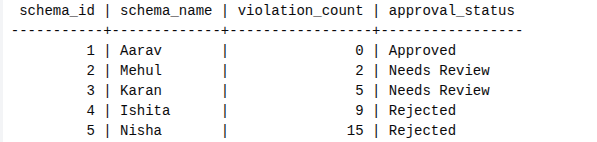 schema_id | schema_name | violation_count | approval_status
-----------+-------------+-----------------+-----------------
         1 | Aarav       |               0 | Approved
         2 | Mehul       |               2 | Needs Review
         3 | Karan       |               5 | Needs Review
         4 | Ishita      |               9 | Rejected
         5 | Nisha       |              15 | Rejected